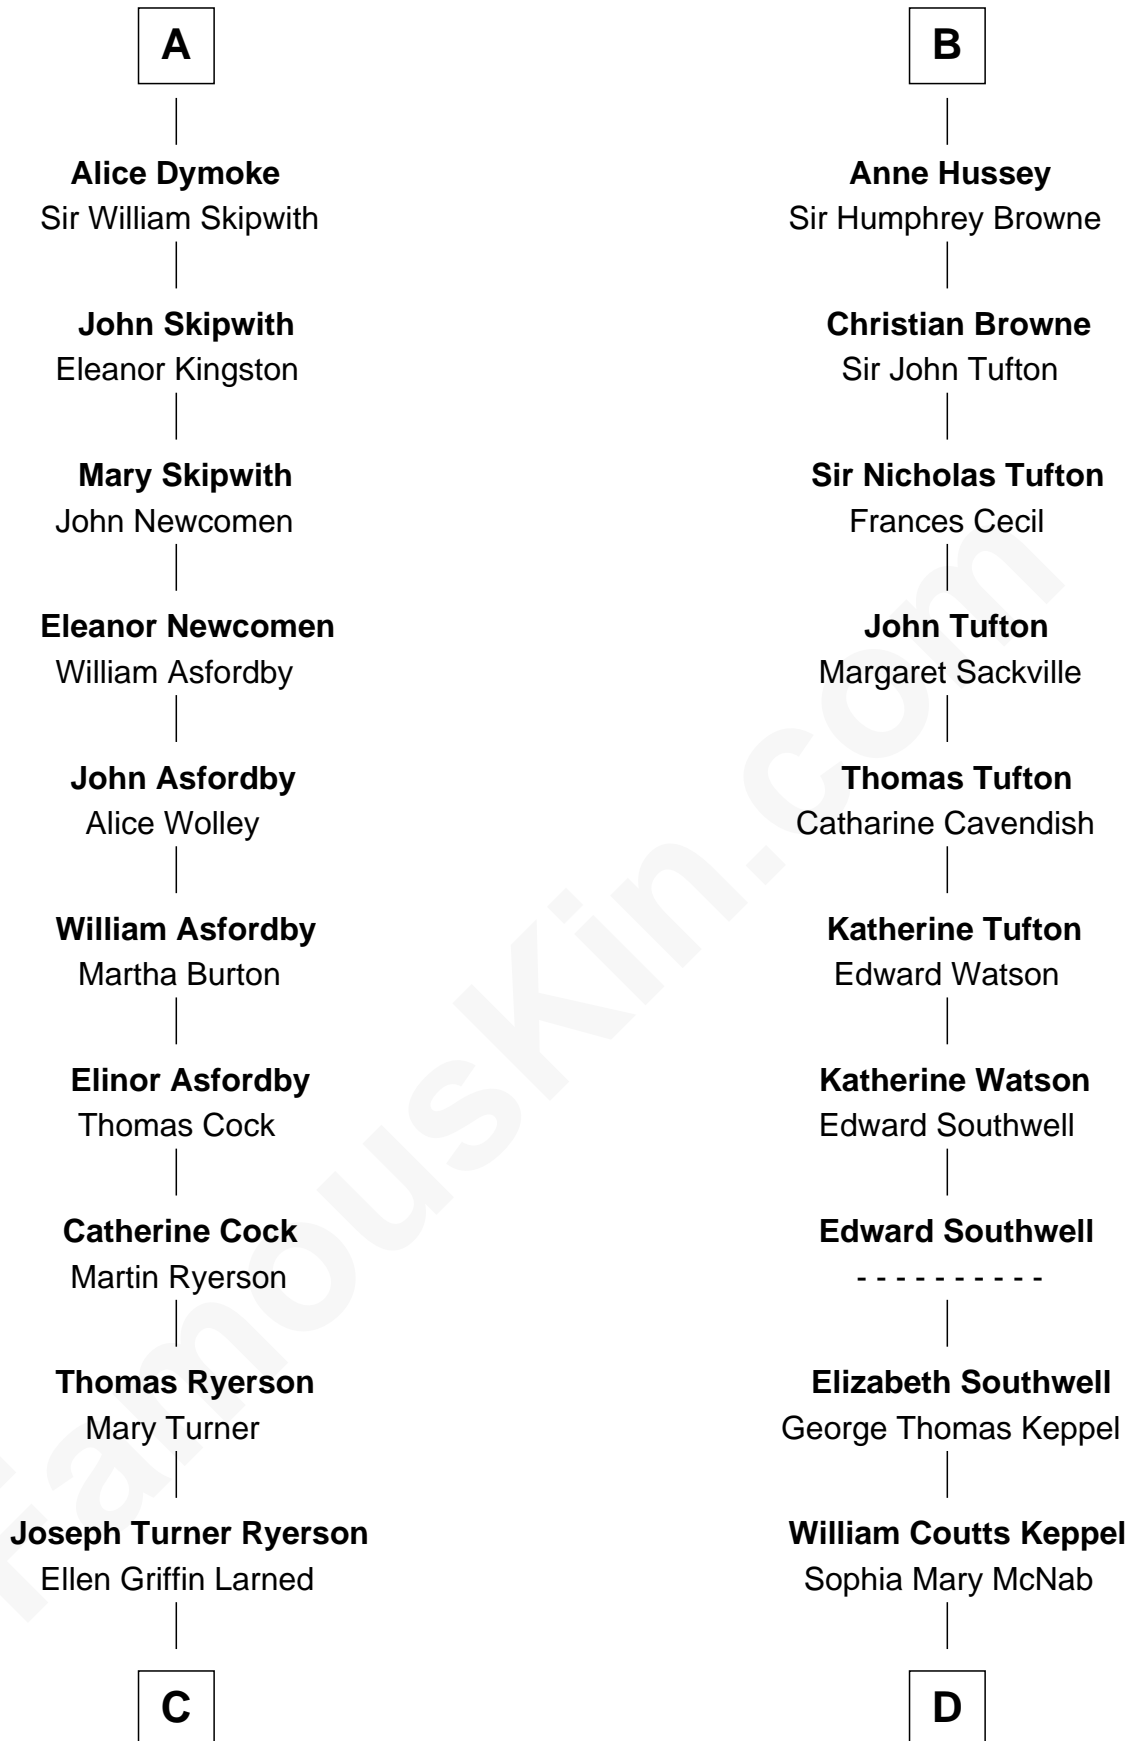 A
Alice Dymoke
Sir William Skipwith
John Skipwith
Eleanor Kingston
Mary Skipwith
John Newcomen
Eleanor Newcomen
William Asfordby
John Asfordby
Alice Wolley
William Asfordby
Martha Burton
Elinor Asfordby
Thomas Cock
Catherine Cock
Martin Ryerson
Thomas Ryerson
Mary Turner
Joseph Turner Ryerson
Ellen Griffin Larned
C
B
Anne Hussey
Sir Humphrey Browne
Christian Browne
Sir John Tufton
Sir Nicholas Tufton
Frances Cecil
John Tufton
Margaret Sackville
Thomas Tufton
Catharine Cavendish
Katherine Tufton
Edward Watson
Katherine Watson
Edward Southwell
Edward Southwell
- - - - - - - - - -
Elizabeth Southwell
George Thomas Keppel
William Coutts Keppel
Sophia Mary McNab
D
FamousKin.com